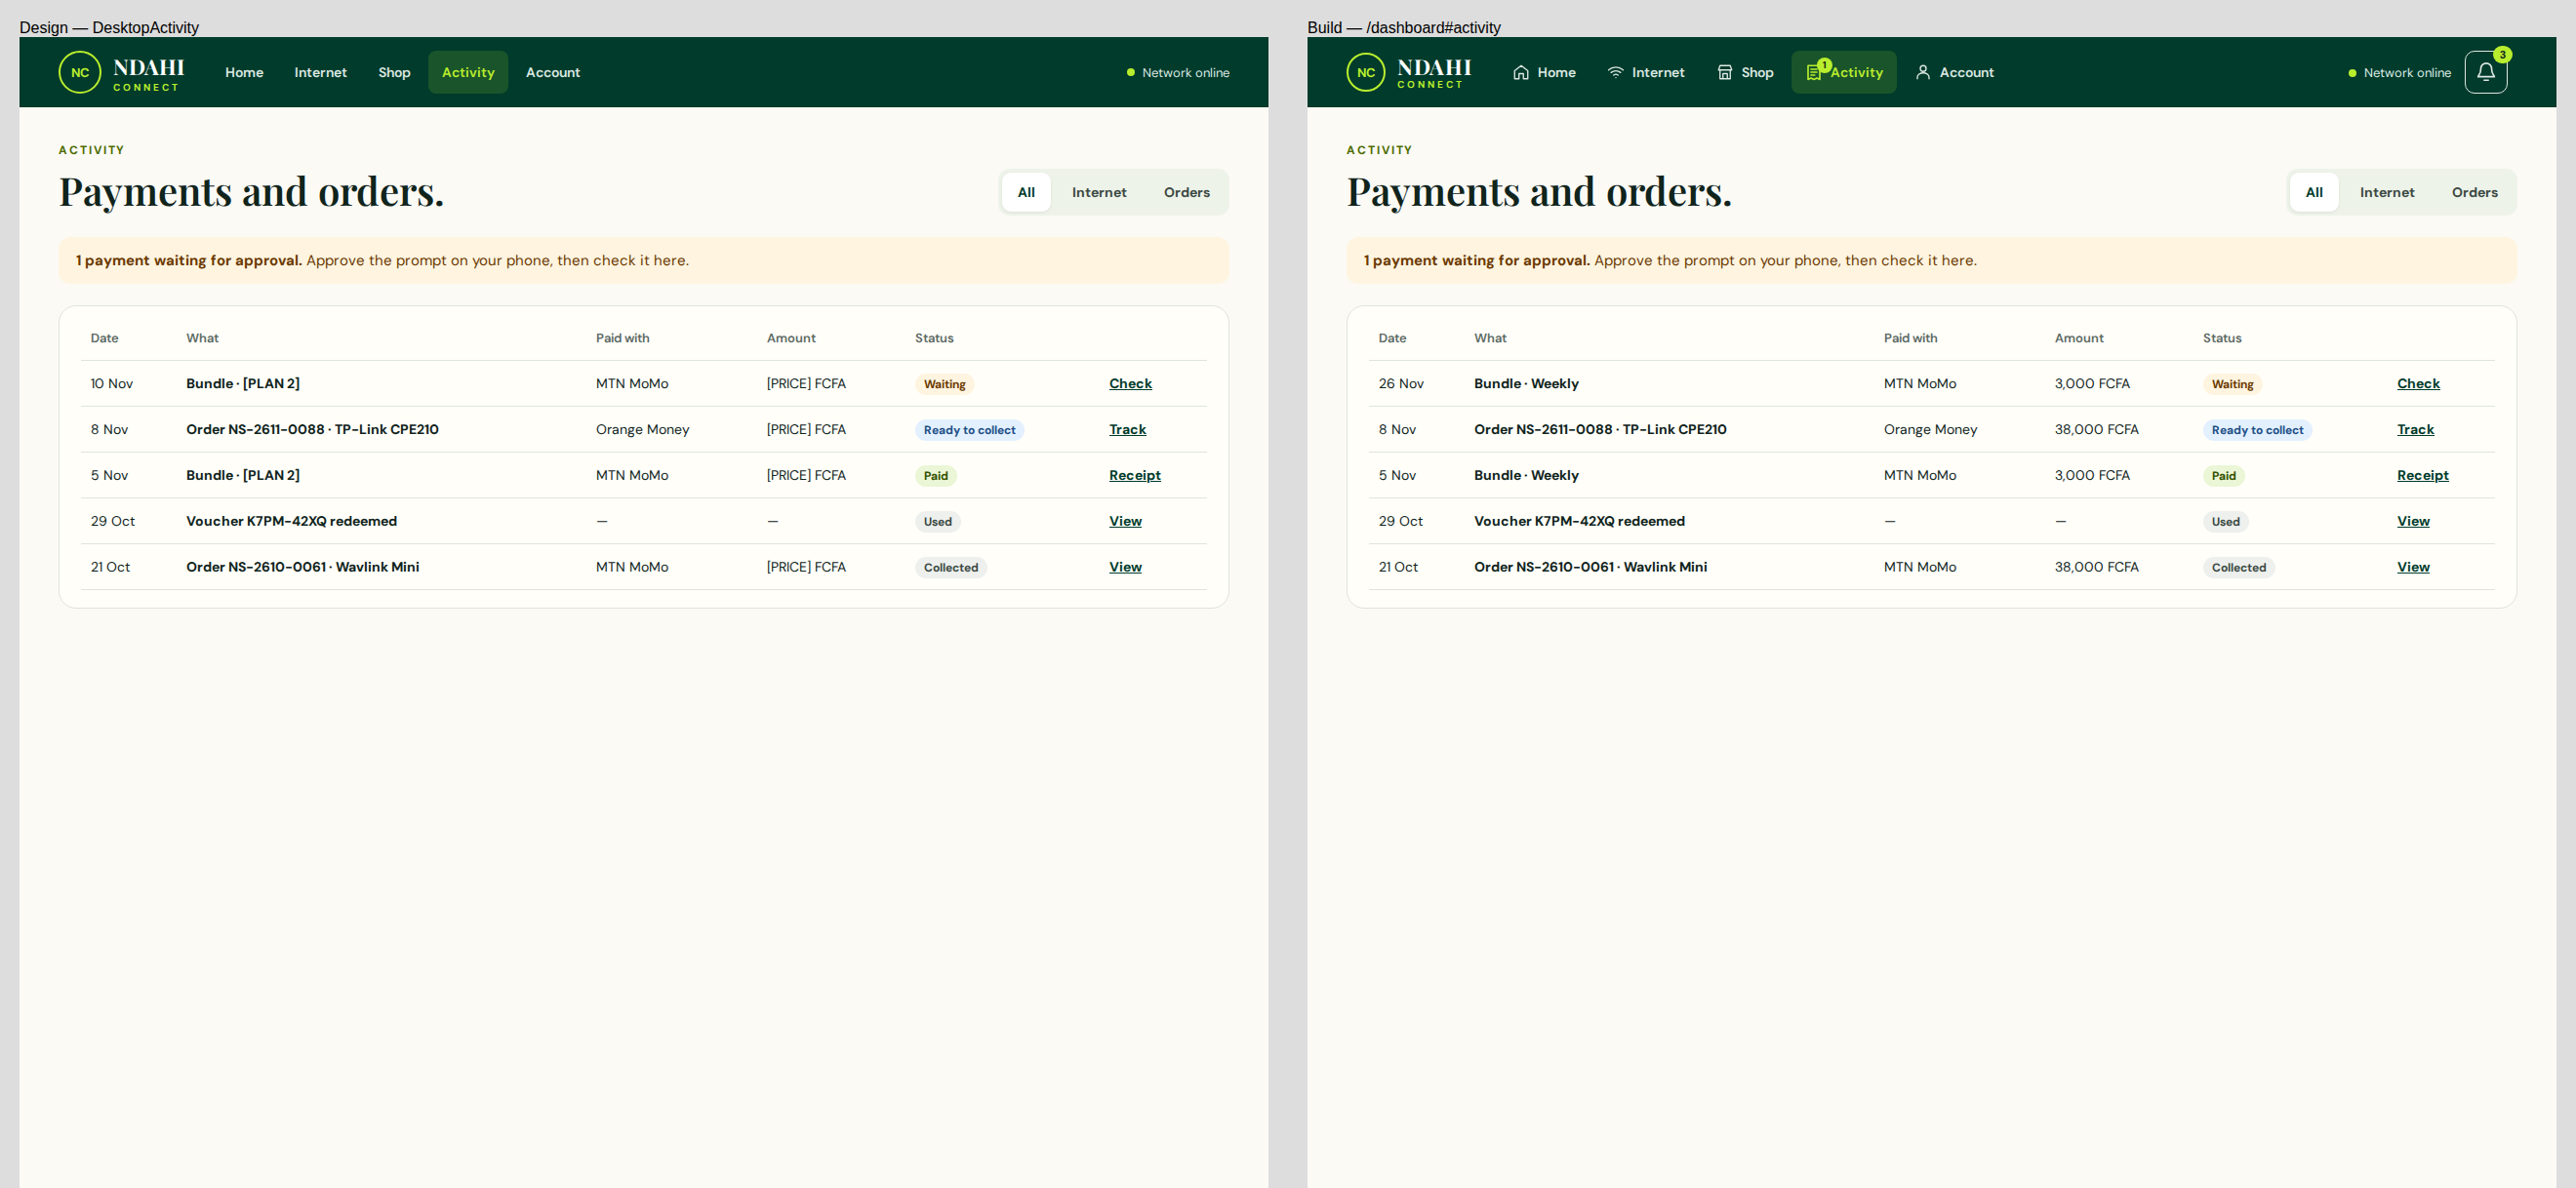 Design — DesktopActivity
NC NDAHI CONNECT Home Internet Shop Activity Account Network online
ACTIVITY
Payments and orders. All Internet Orders
1 payment waiting for approval. Approve the prompt on your phone, then check it here.
Date What Paid with Amount Status
10 Nov Bundle · [PLAN 2] MTN MoMo [PRICE] FCFA Waiting Check
8 Nov Order NS-2611-0088 · TP-Link CPE210 Orange Money [PRICE] FCFA Ready to collect Track
5 Nov Bundle · [PLAN 2] MTN MoMo [PRICE] FCFA Paid Receipt
29 Oct Voucher K7PM-42XQ redeemed — — Used View
21 Oct Order NS-2610-0061 · Wavlink Mini MTN MoMo [PRICE] FCFA Collected View
Build — /dashboard#activity
NC NDAHI CONNECT Home Internet Shop 1 Activity Account Network online 3
ACTIVITY
Payments and orders. All Internet Orders
1 payment waiting for approval. Approve the prompt on your phone, then check it here.
Date What Paid with Amount Status
26 Nov Bundle · Weekly MTN MoMo 3,000 FCFA Waiting Check
8 Nov Order NS-2611-0088 · TP-Link CPE210 Orange Money 38,000 FCFA Ready to collect Track
5 Nov Bundle · Weekly MTN MoMo 3,000 FCFA Paid Receipt
29 Oct Voucher K7PM-42XQ redeemed — — Used View
21 Oct Order NS-2610-0061 · Wavlink Mini MTN MoMo 38,000 FCFA Collected View